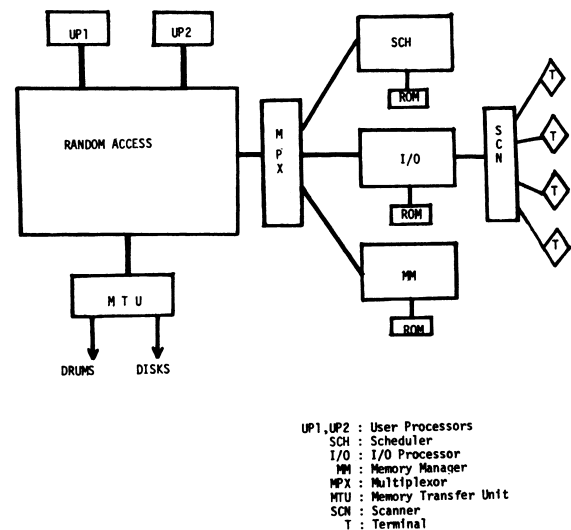 UP1
UP2
RANDOM ACCESS
M T U
DRUMS
DISKS
M
P
X
SCH
ROM
I/O
ROM
MM
ROM
S
C
N
T
T
T
T
UP1,UP2 : User Processors
SCH : Scheduler
I/O : I/O Processor
MM : Memory Manager
MPX : Multiplexor
MTU : Memory Transfer Unit
SCN : Scanner
T : Terminal